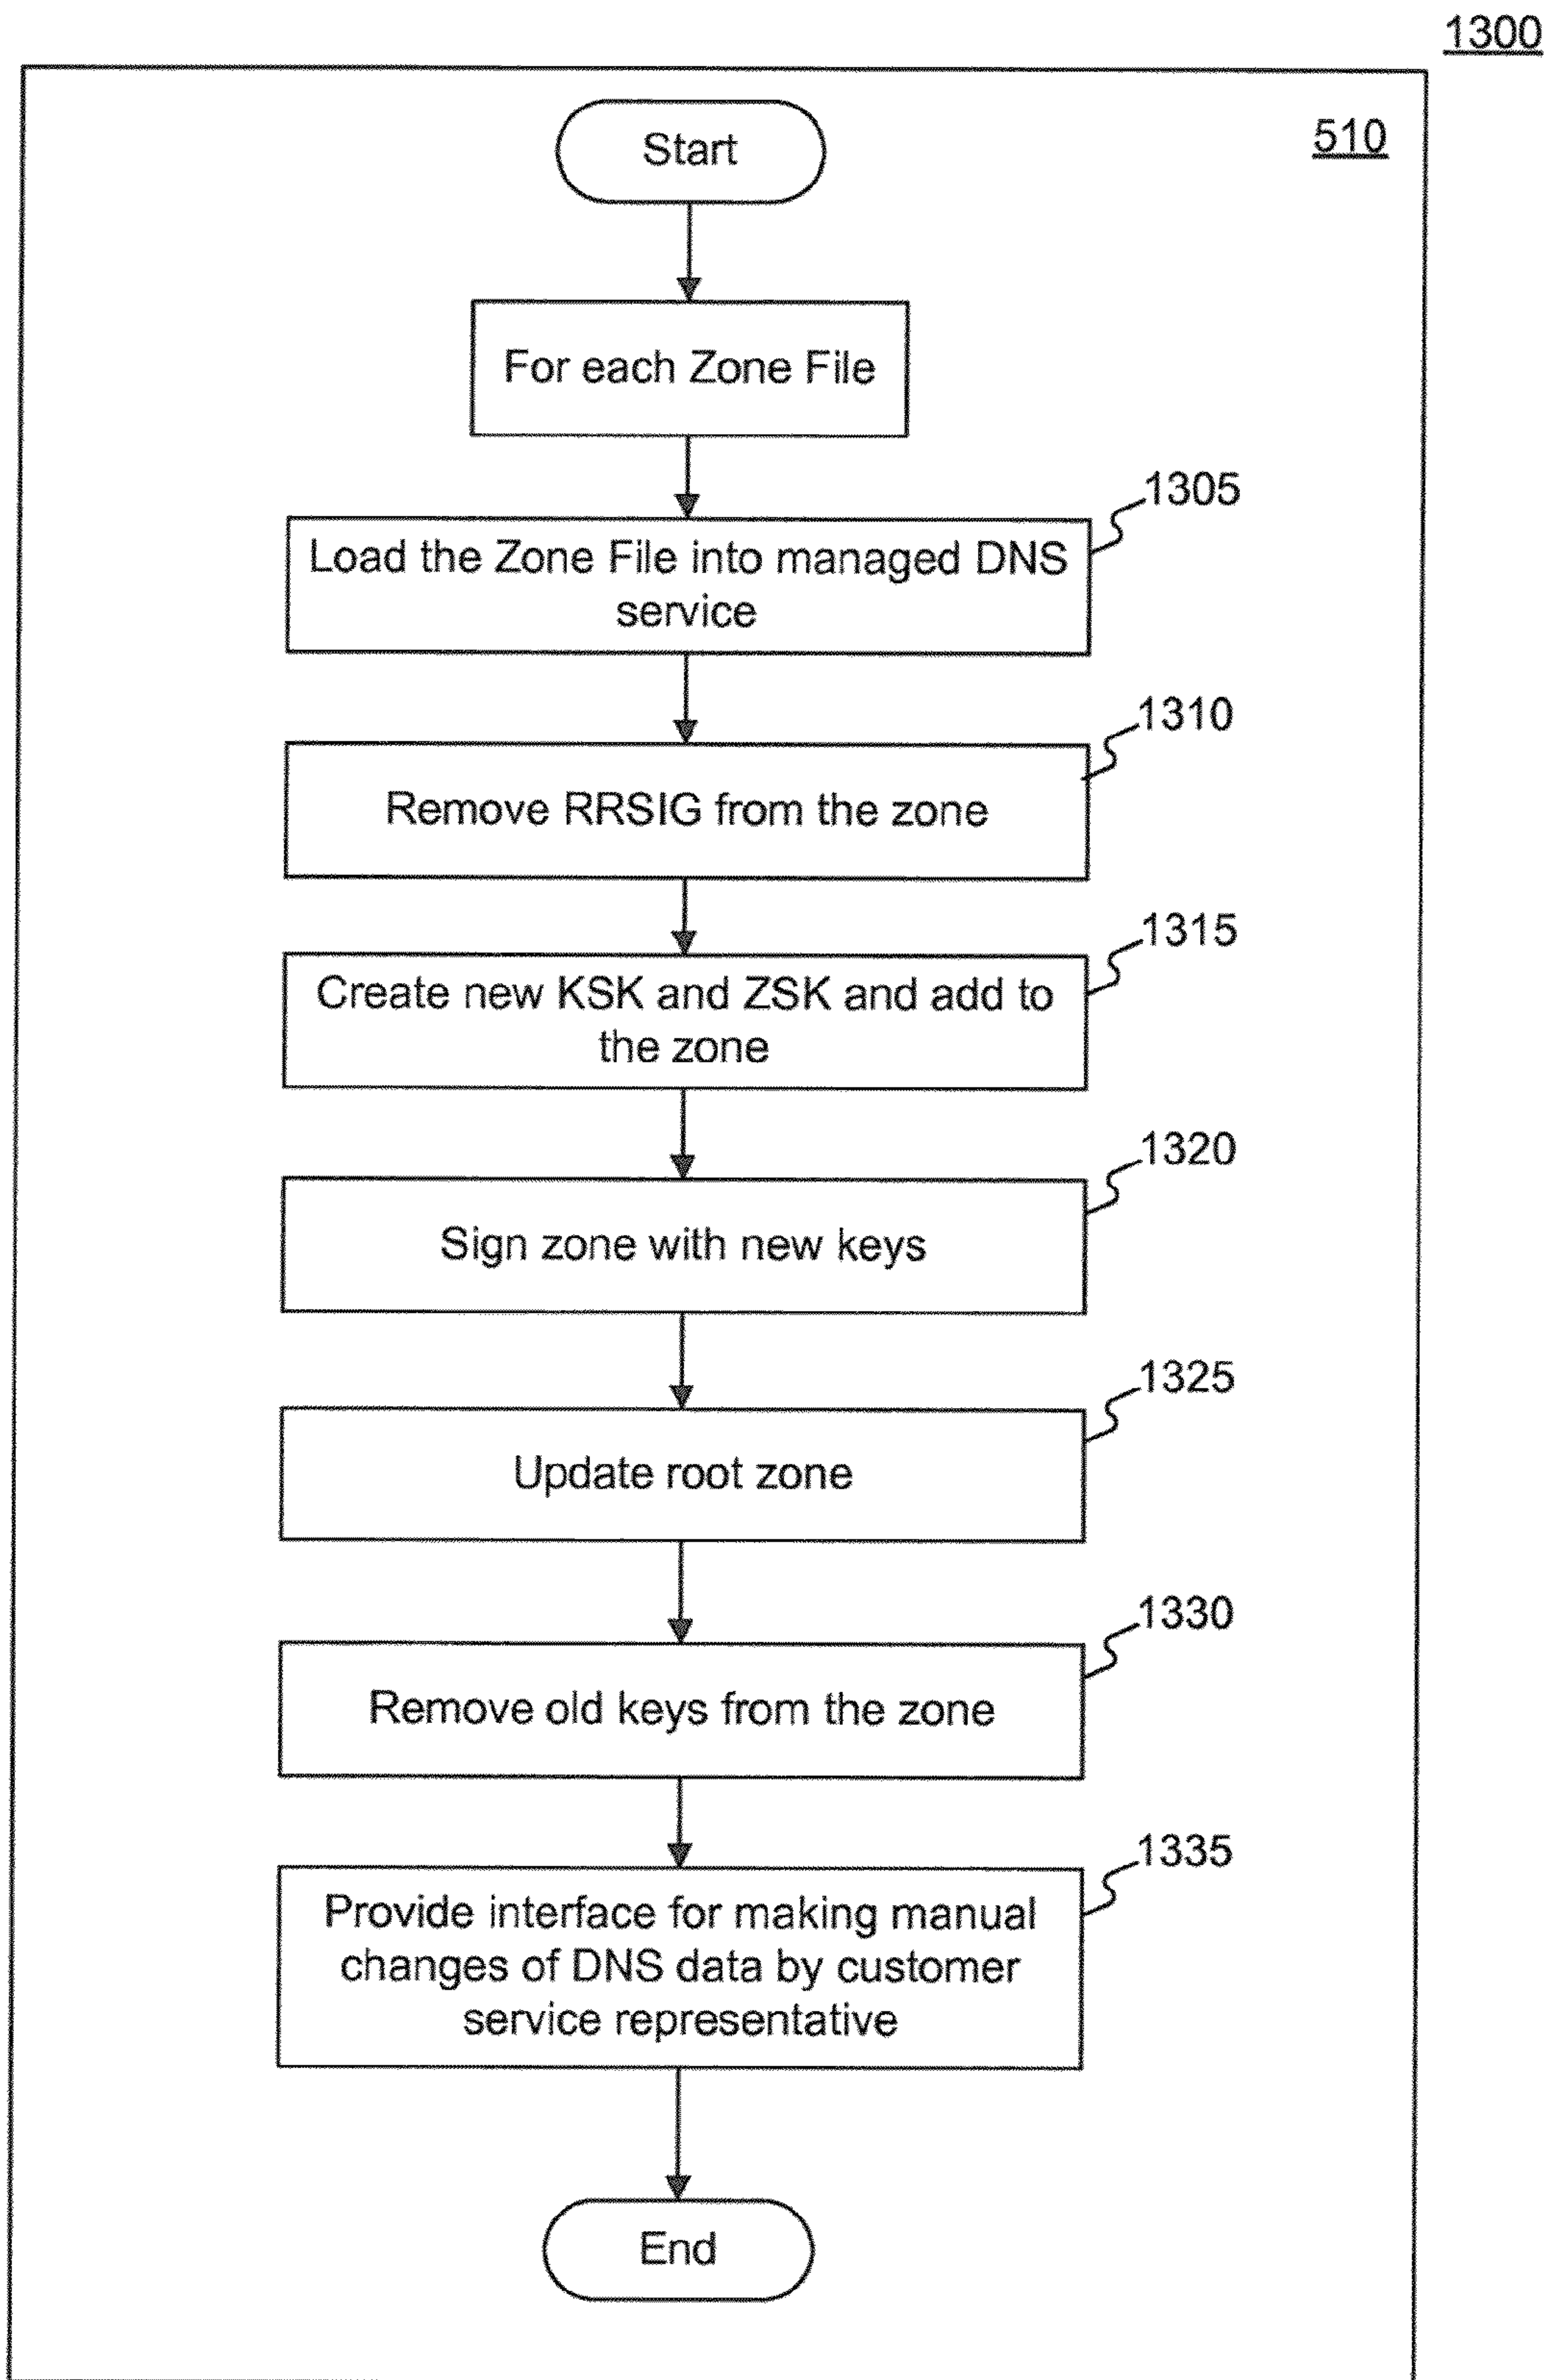 1300
510
Start
For each Zone File
1305
Load the Zone File into managed DNS
service
1310
Remove RRSIG from the zone
1315
Create new KSK and ZSK and add to
the zone
1320
Sign zone with new keys
1325
Update root zone
1330
Remove old keys from the zone
1335
Provide interface for making manual
changes of DNS data by customer
service representative
End